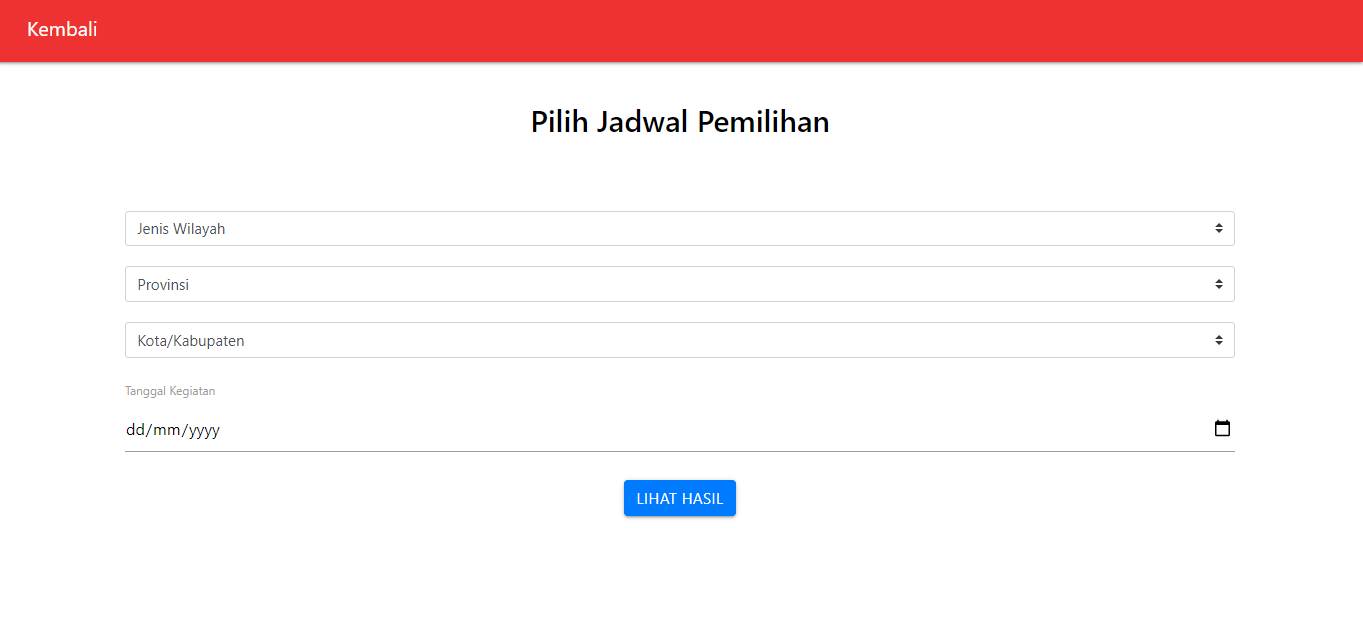 Kembali
Pilih Jadwal Pemilihan
Jenis Wilayah
Provinsi
Kota/Kabupaten
Tanggal Kegiatan
dd/mm/yyyy
LIHAT HASIL